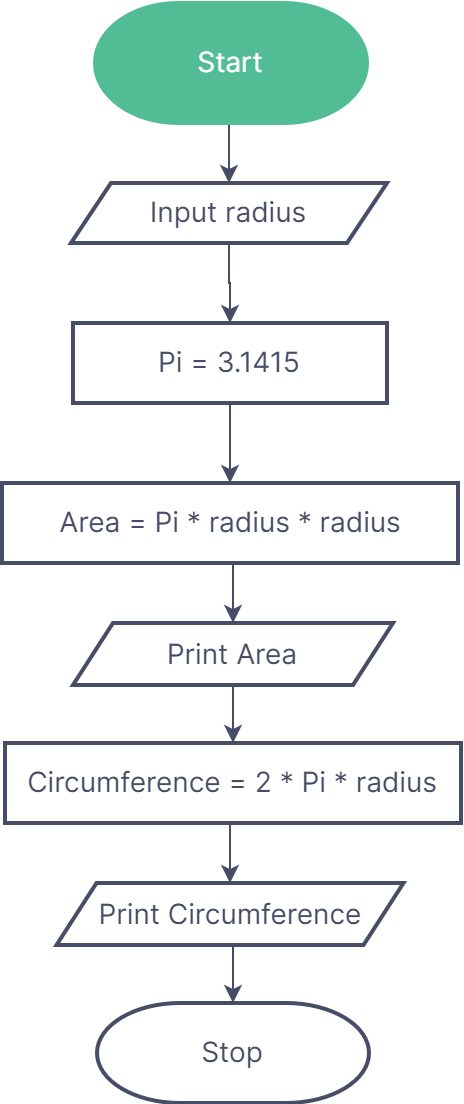 Start
Input radius
Pi = 3.1415
Area = Pi * radius * radius
Print Area
Circumference = 2 * Pi * radius
Print Circumference
Stop